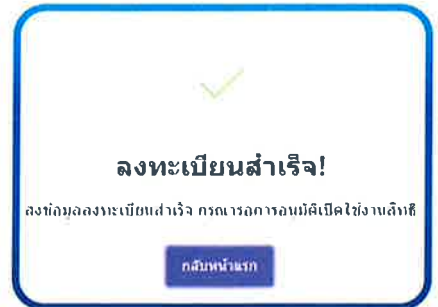 ลงทะเบียนสำเร็จ!
ส่งข้อมูลลงทะเบียนสำเร็จ กรุณารอการอนุมัติเปิดใช้งานสิทธิ์
กลับหน้าแรก